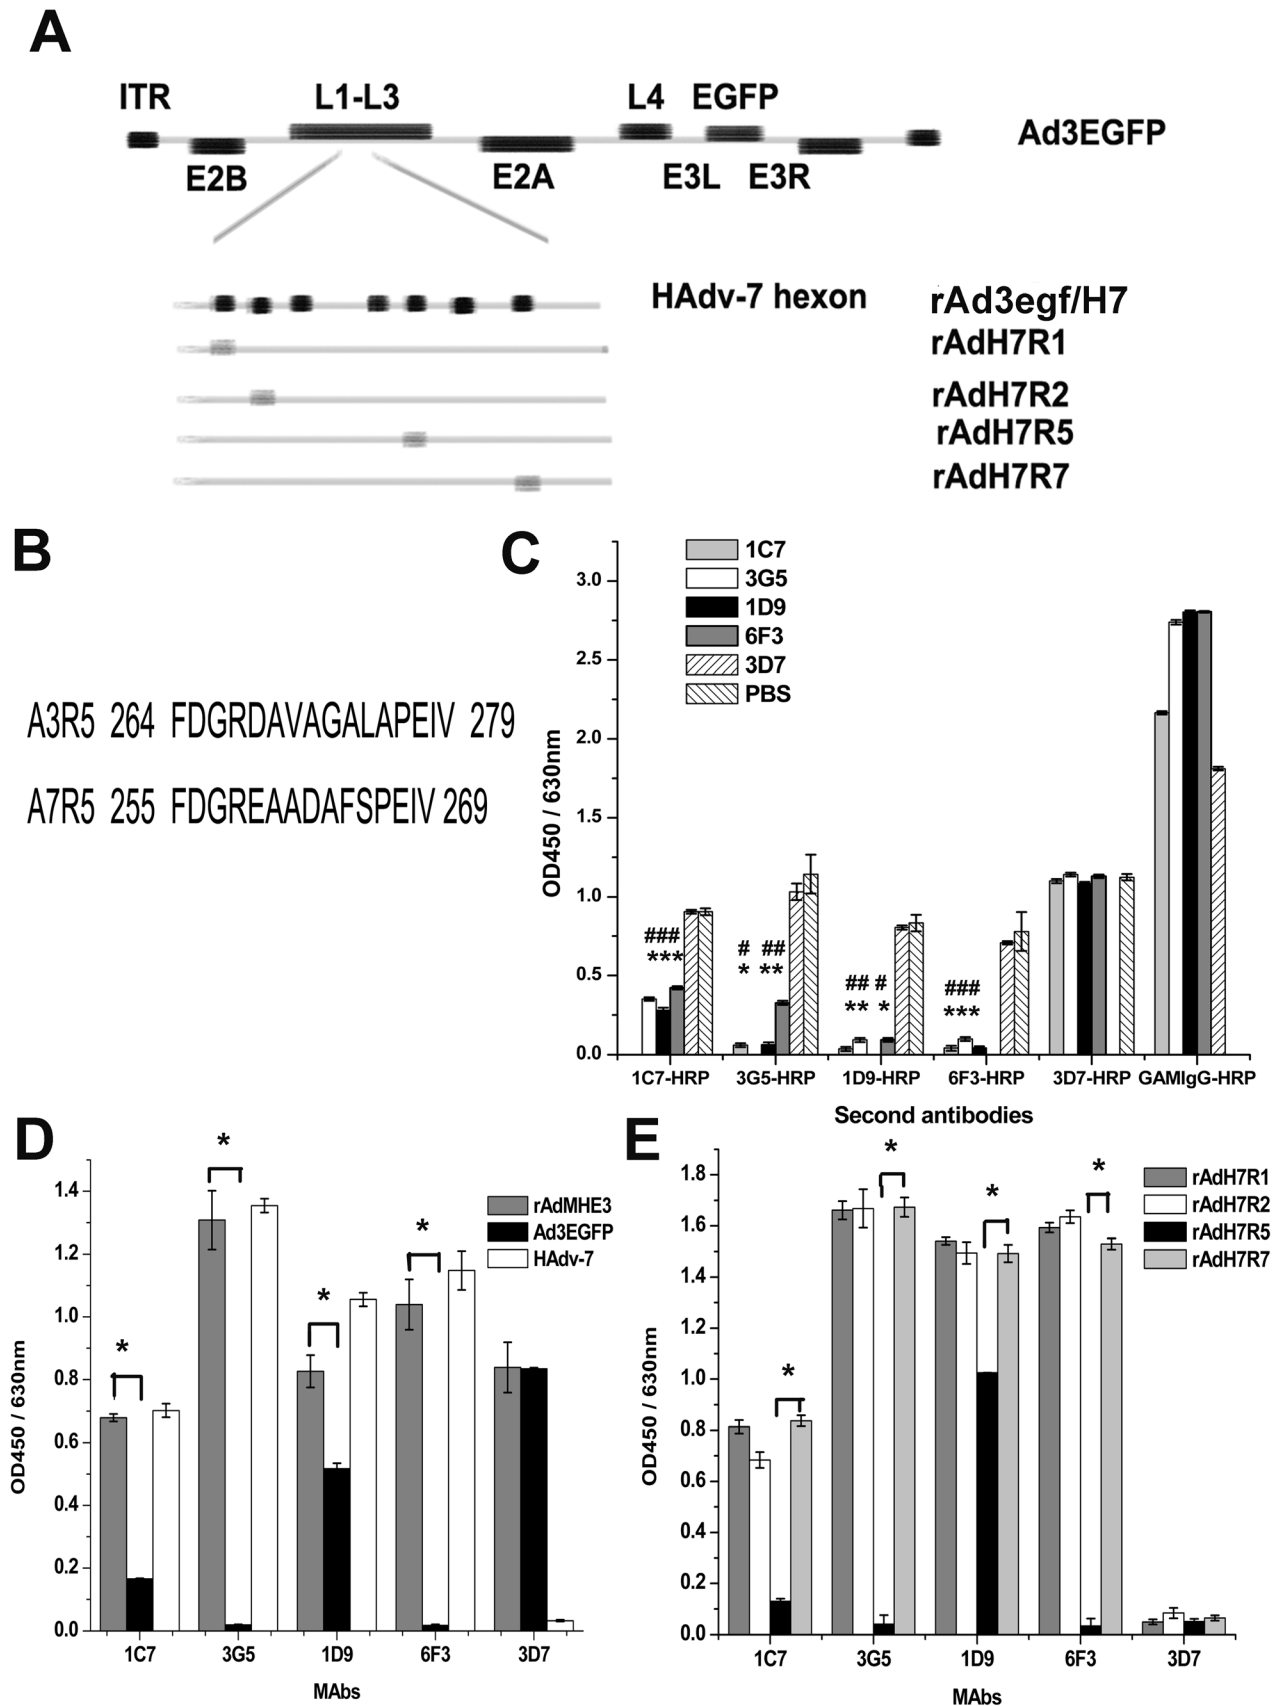 A
ITR L1-L3 L4 EGFP
Ad3EGFP
E2B E2A E3L E3R
HAdv-7 hexon rAd3egf/H7
rAdH7R1
rAdH7R2
rAdH7R5
rAdH7R7
B
A3R5 264 FDGRDAVAGALAPEIV 279
A7R5 255 FDGREAADAFSPEIV 269
C
1C7
3G5
1D9
6F3
3D7
PBS
OD450 / 630nm
3.0
2.5
2.0
1.5
1.0
0.5
0.0
### # ## ## # ###
*** * ** ** * ***
1C7-HRP 3G5-HRP 1D9-HRP 6F3-HRP 3D7-HRP GAMIgG-HRP
Second antibodies
D
rAdMHE3
Ad3EGFP
HAdv-7
OD450 / 630nm
1.4
1.2
1.0
0.8
0.6
0.4
0.2
0.0
* * * *
1C7 3G5 1D9 6F3 3D7
MAbs
E
rAdH7R1
rAdH7R2
rAdH7R5
rAdH7R7
OD450 / 630nm
1.8
1.6
1.4
1.2
1.0
0.8
0.6
0.4
0.2
0.0
* * * *
1C7 3G5 1D9 6F3 3D7
MAbs